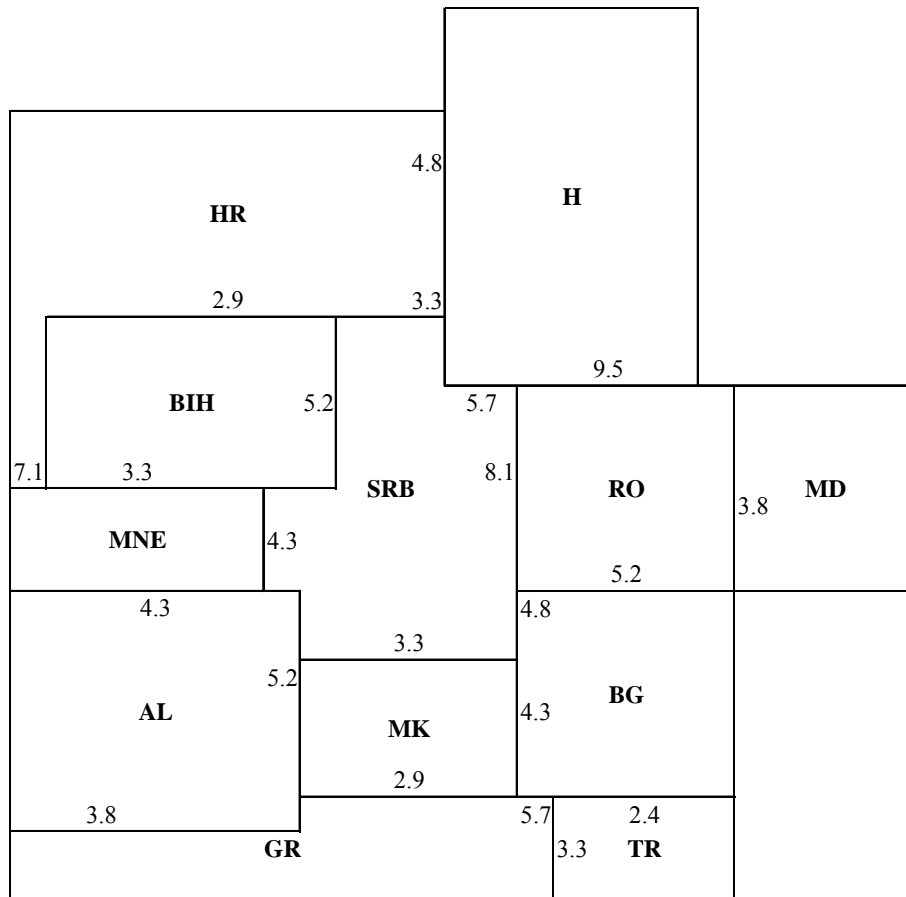 4.8
H
HR
2.9
3.3
9.5
BIH
5.2
5.7
7.1
3.3
SRB
8.1
RO
MD
3.8
MNE
4.3
5.2
4.3
4.8
3.3
5.2
BG
AL
MK
4.3
2.9
3.8
5.7
2.4
GR
3.3
TR